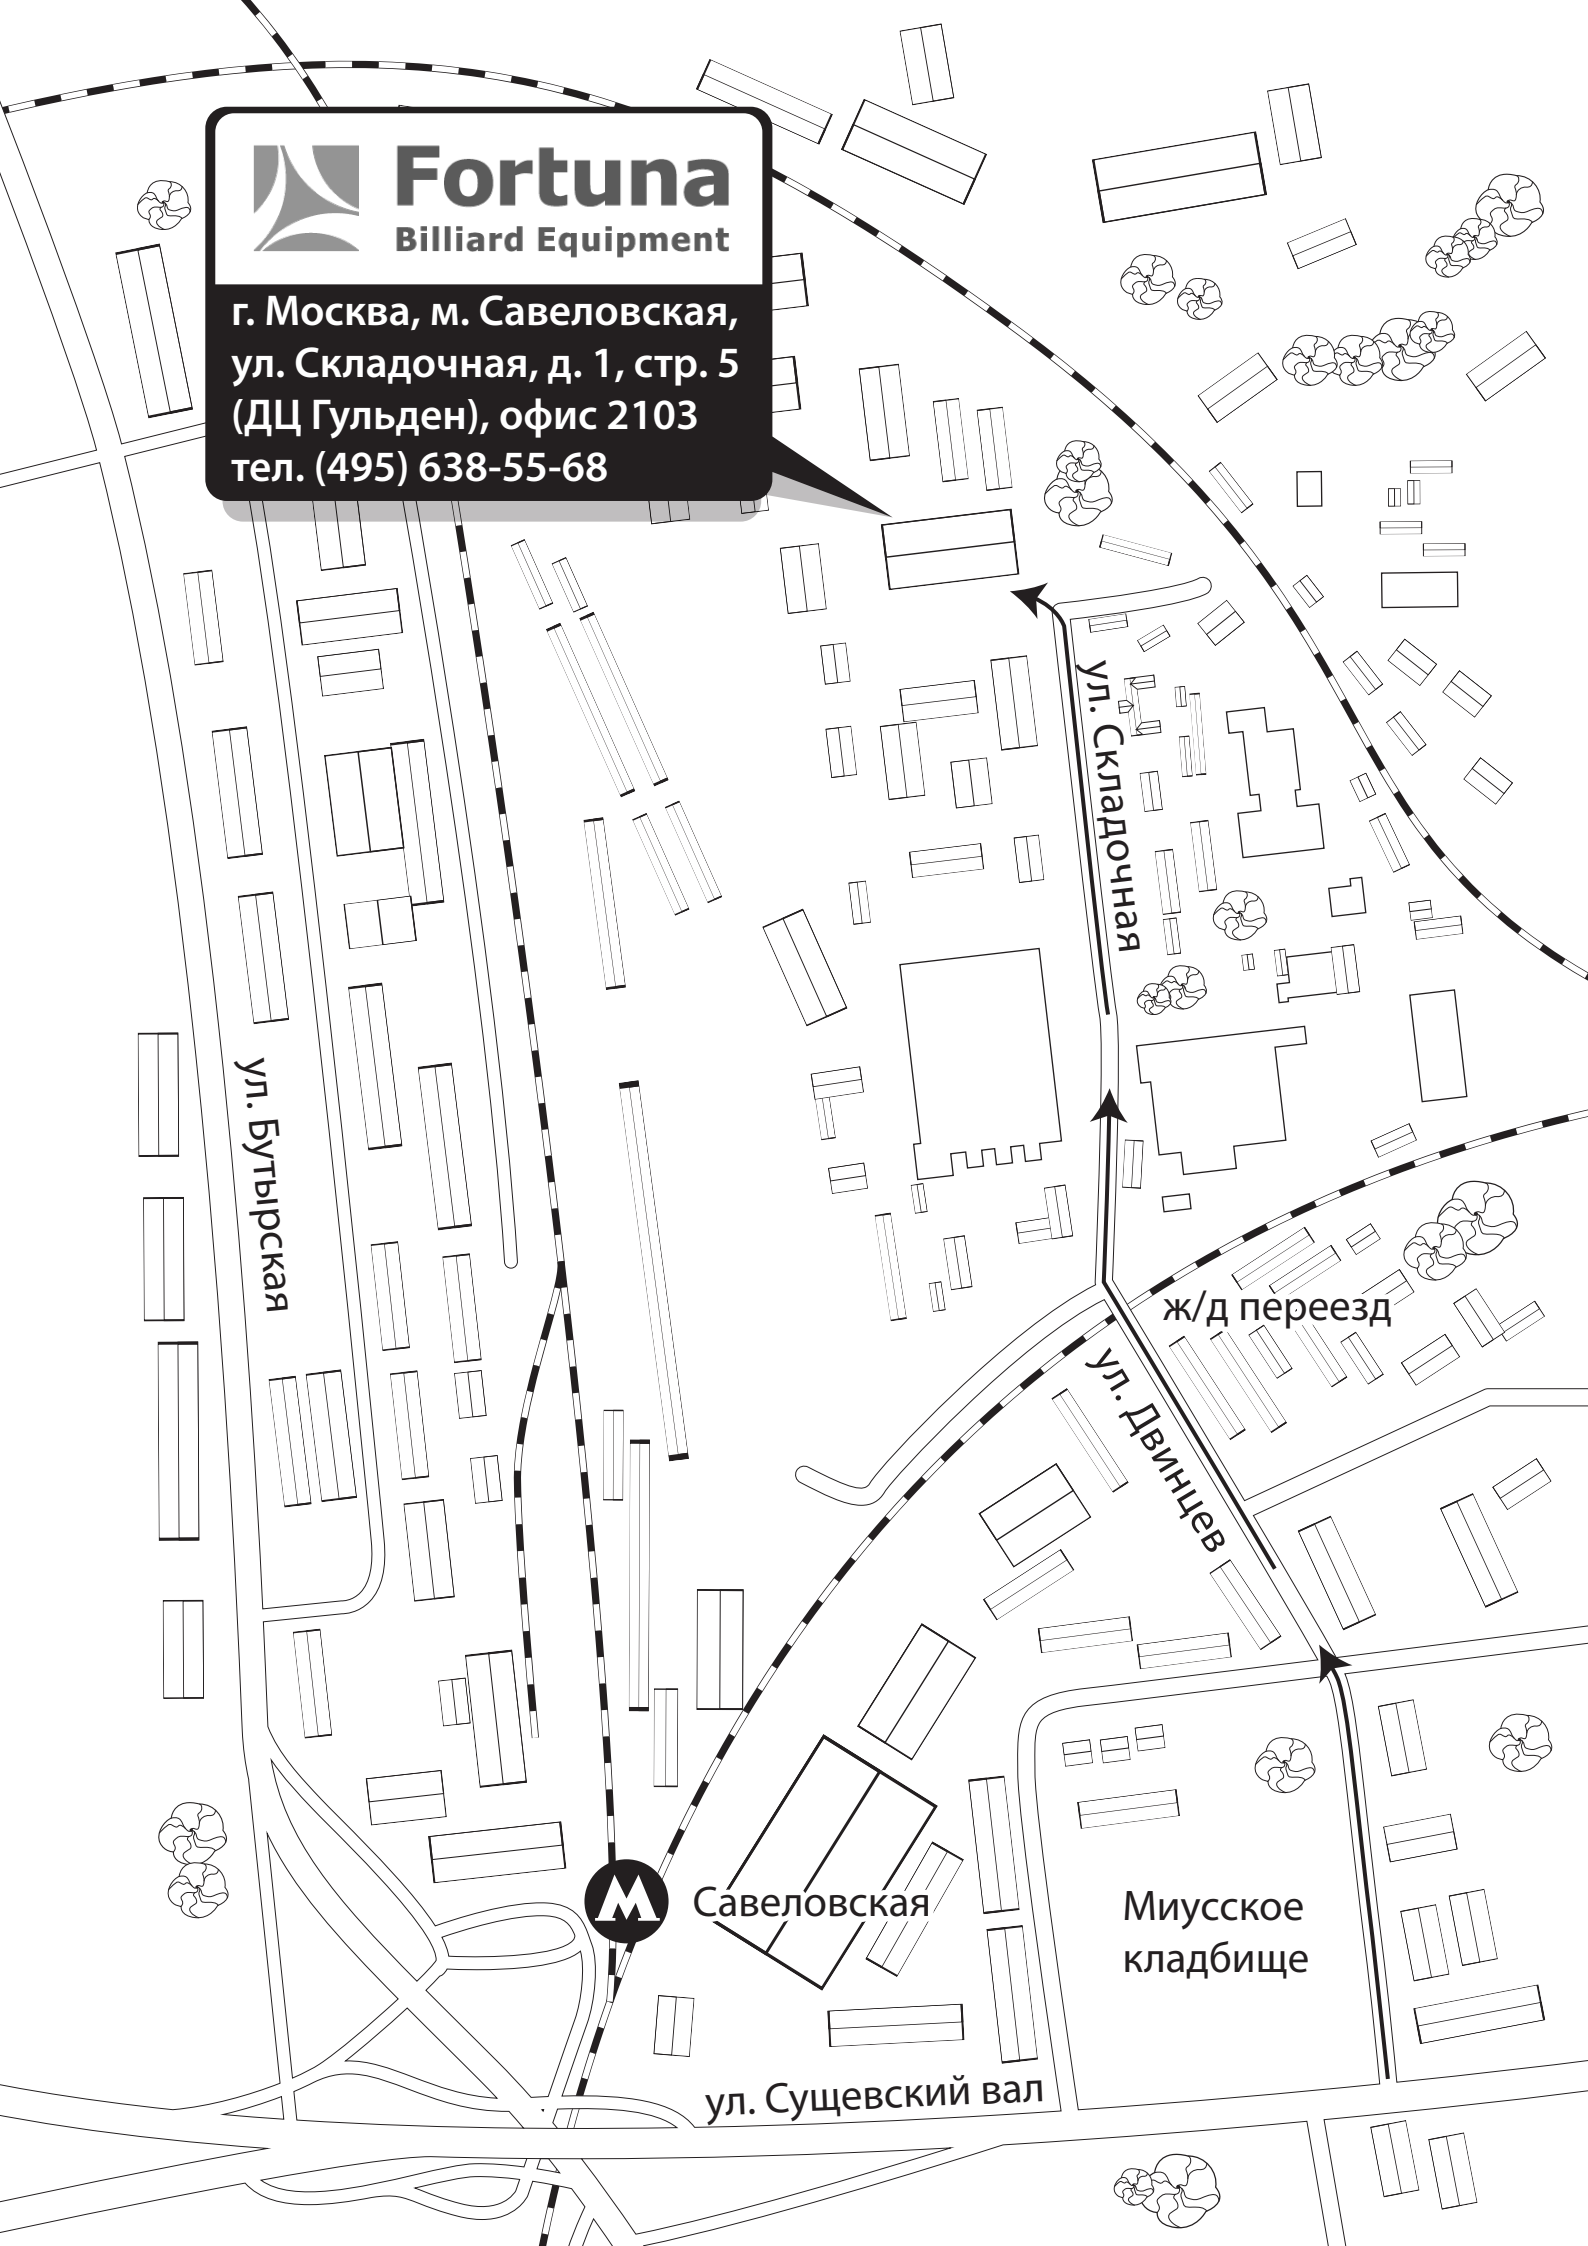 Fortuna
Billiard Equipment
г. Москва, м. Савеловская,
ул. Складочная, д. 1, стр. 5
(ДЦ Гульден), офис 2103
тел. (495) 638-55-68
ул. Складочная
ул. Бутырская
ж/д переезд
ул. Двинцев
М
Савеловская
Миусское
кладбище
ул. Сущевский вал